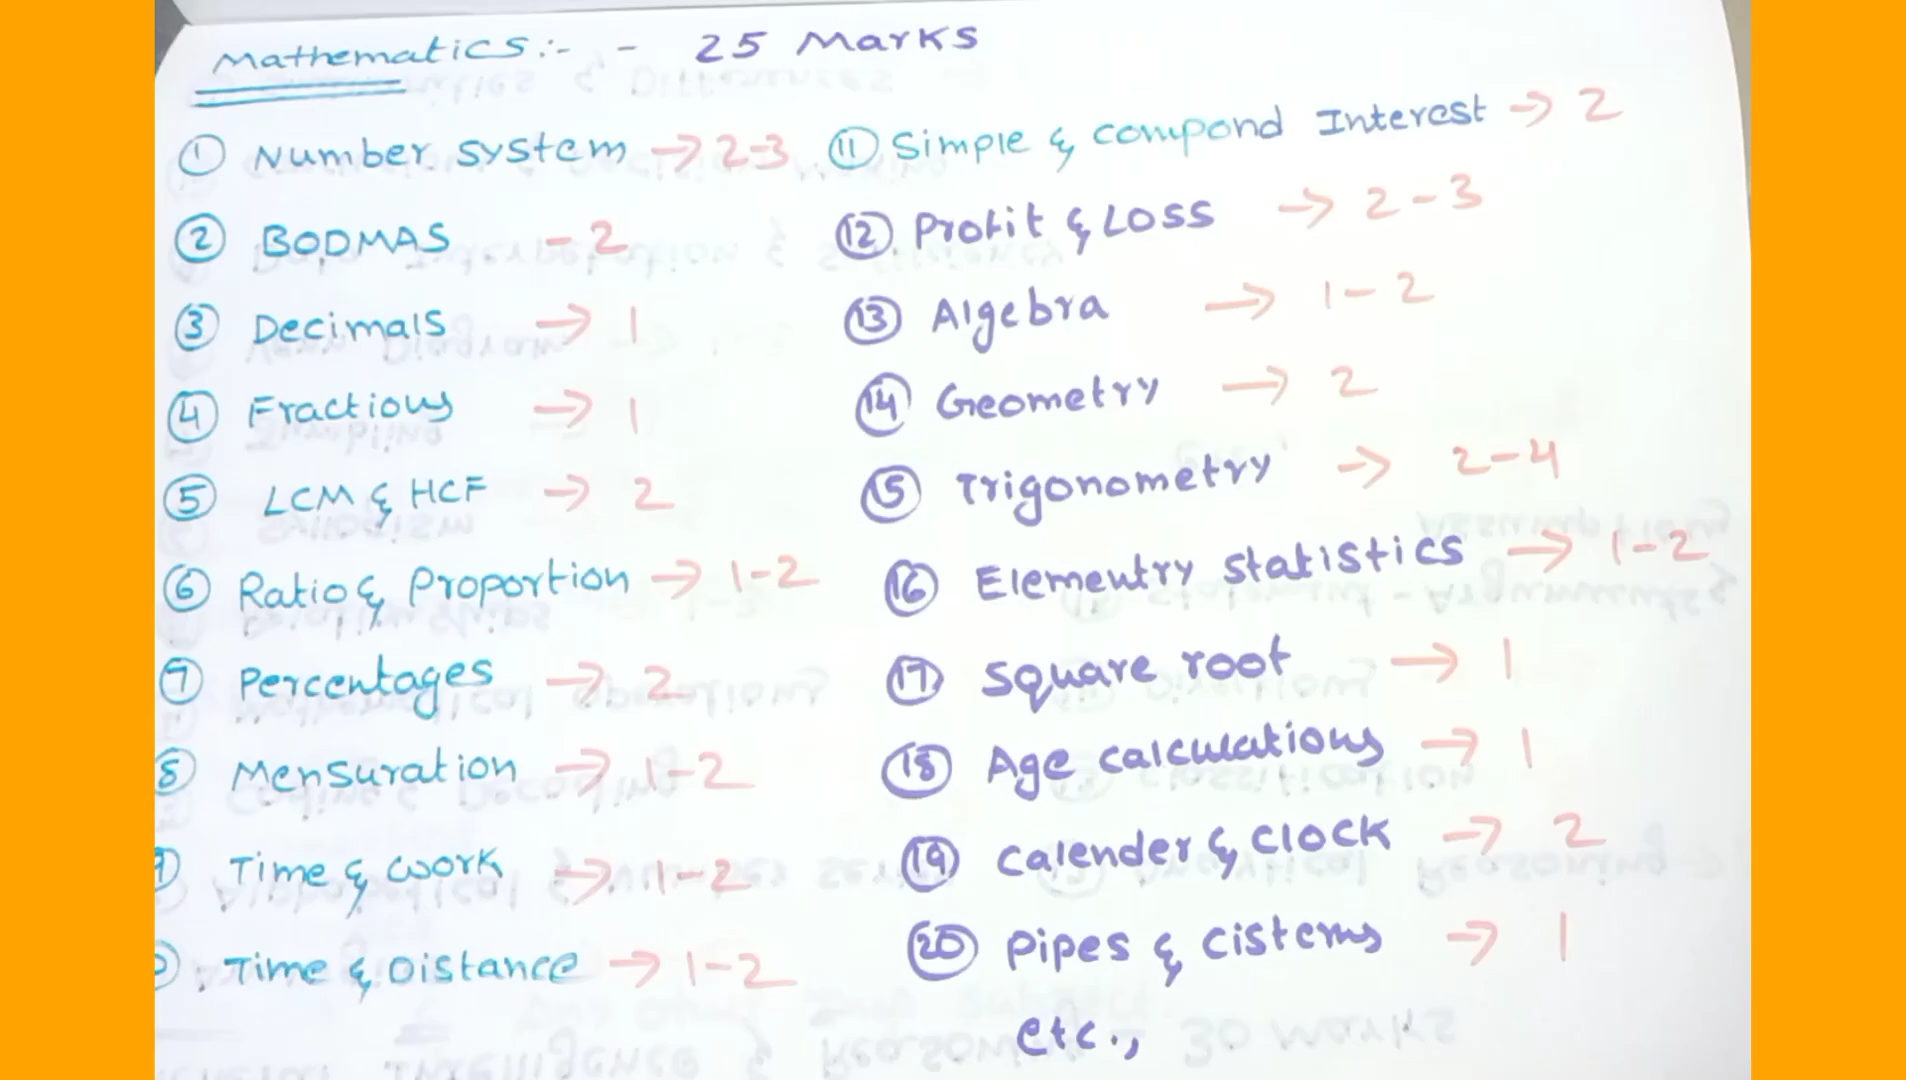 Mathematics:- - 25 Marks
① Number system → 2-3
② BODMAS - 2
③ Decimals → 1
④ Fractions → 1
⑤ LCM & HCF → 2
⑥ Ratio & Proportion → 1-2
⑦ Percentages → 2
8 Mensuration → 1-2
9 Time & work → 1-2
Time & Distance → 1-2
⑪ Simple & compond Interest → 2
⑫ Profit & Loss → 2-3
⑬ Algebra → 1-2
⑭ Geometry → 2
⑮ Trigonometry → 2-4
⑯ Elementry statistics → 1-2
⑰ Square root → 1
⑱ Age calculations → 1
⑲ Calender & Clock → 2
⑳ Pipes & Cisterns → 1
etc.,